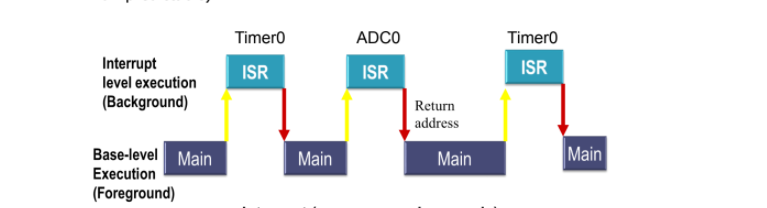 Timer0 ADC0 Timer0
Interrupt
level execution
(Background)
ISR ISR ISR
Return
address
Base-level
Execution
(Foreground)
Main Main Main Main